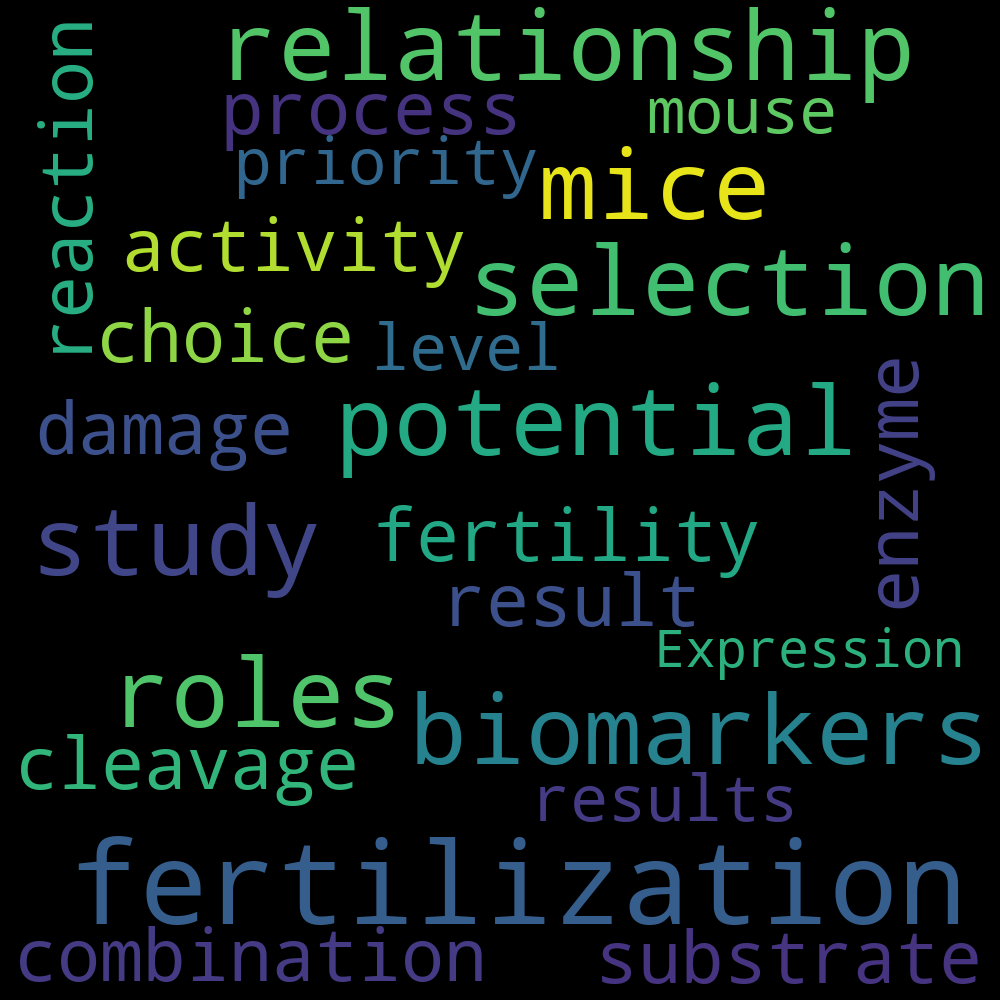 relationship
reaction
process
mouse
priority
mice
activity
selection
choice
level
enzyme
damage
potential
study
fertility
result
Expression
roles
biomarkers
cleavage
results
fertilization
combination
substrate